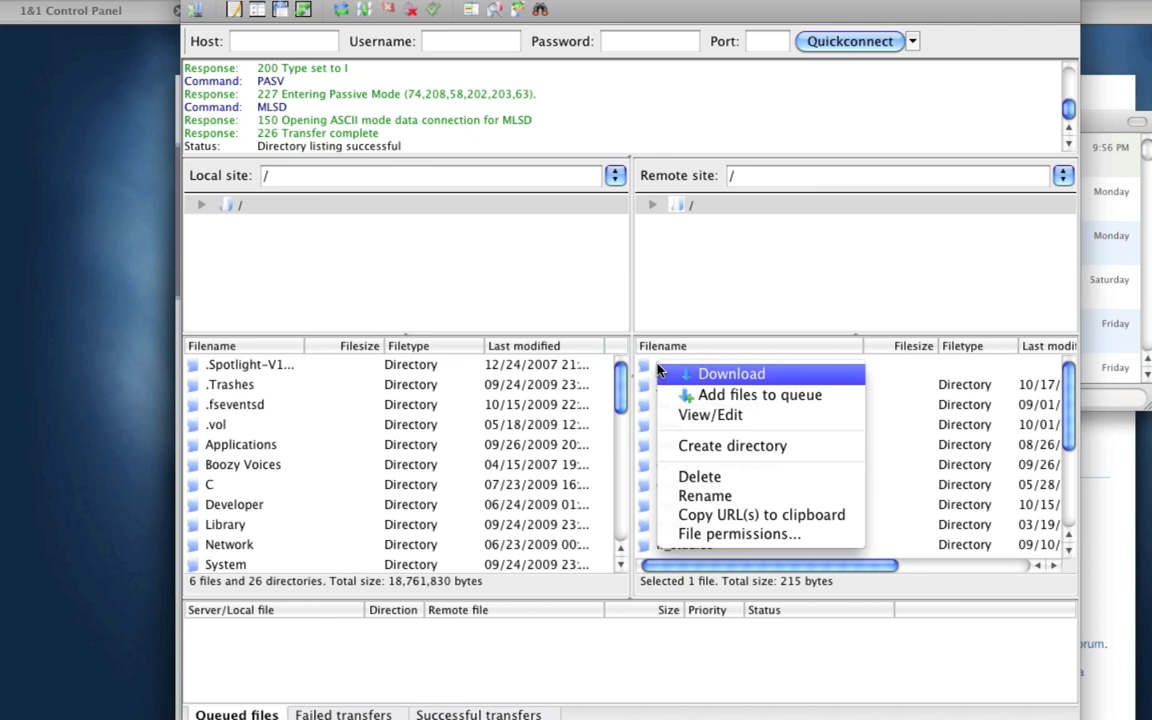 1&1 Control Panel
Host: Username: Password: Port: Quickconnect
Response: 200 Type set to I
Command: PASV
Response: 227 Entering Passive Mode (74,208,58,202,203,63).
Command: MLSD
Response: 150 Opening ASCII mode data connection for MLSD
Response: 226 Transfer complete
Status: Directory listing successful
9:56 PM
Monday
Monday
Saturday
Friday
Friday
Local site: /
/
Remote site: /
/
Filename Filesize Filetype Last modified
.Spotlight-V1... Directory 12/24/2007 21:...
.Trashes Directory 09/24/2009 23:...
.fseventsd Directory 10/15/2009 22:...
.vol Directory 05/18/2009 12:...
Applications Directory 09/26/2009 20:...
Boozy Voices Directory 04/15/2007 19:...
C Directory 07/23/2009 16:...
Developer Directory 06/24/2009 01:...
Library Directory 09/24/2009 23:...
Network Directory 06/23/2009 00:...
System Directory 09/24/2009 23:...
6 files and 26 directories. Total size: 18,761,830 bytes
Filename Filesize Filetype Last modif
Download
Add files to queue
View/Edit
Create directory
Delete
Rename
Copy URL(s) to clipboard
File permissions...
Directory 10/17/
Directory 09/01/
Directory 10/01/
Directory 08/26/
Directory 09/26/
Directory 05/28/
Directory 10/15/
Directory 03/19/
Directory 09/10/
Selected 1 file. Total size: 215 bytes
Server/Local file Direction Remote file Size Priority Status
orum.
Queued files Failed transfers Successful transfers